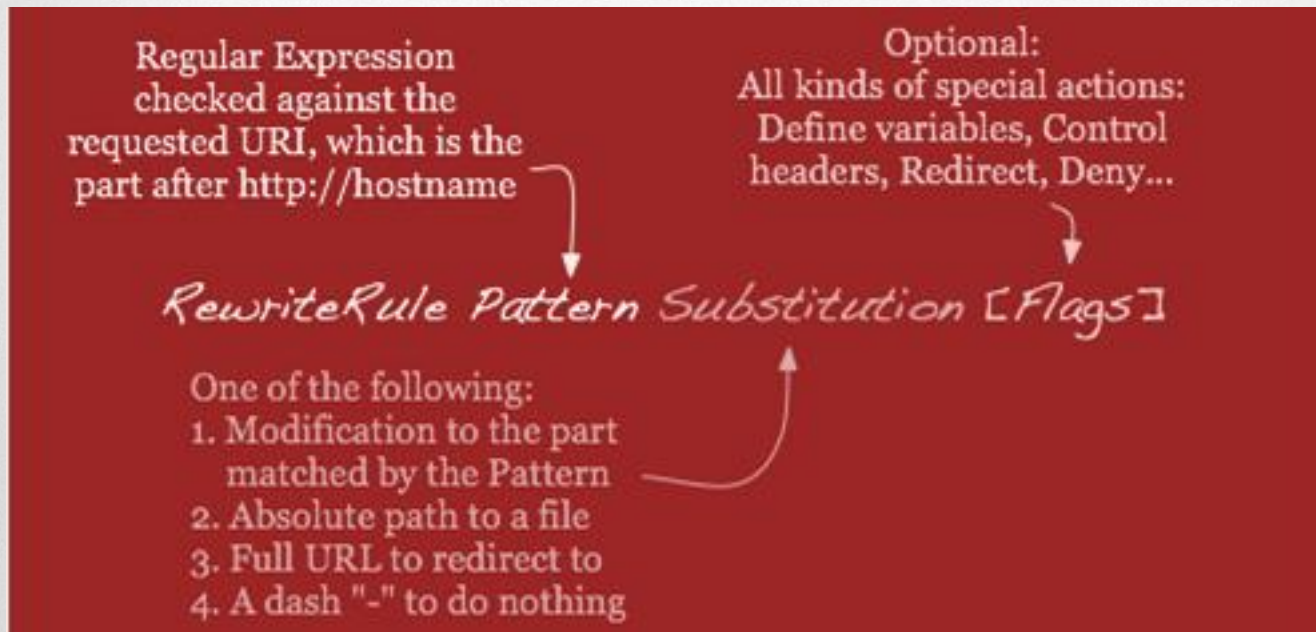 Regular Expression
checked against the
requested URI, which is the
part after http://hostname
Optional:
All kinds of special actions:
Define variables, Control
headers, Redirect, Deny...
RewriteRule Pattern Substitution [Flags]
One of the following:
1. Modification to the part
matched by the Pattern
2. Absolute path to a file
3. Full URL to redirect to
4. A dash "-" to do nothing